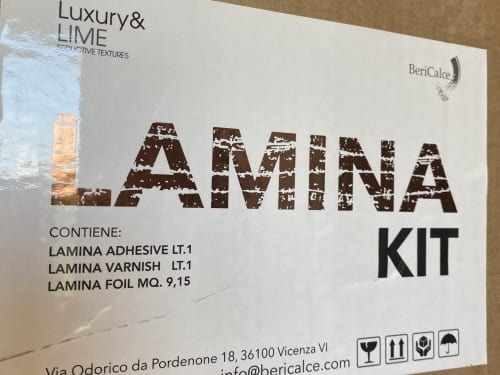 Luxury&
LIME
SEDUCTIVE TEXTURES
BeriCalce
LAMINA
KIT
CONTIENE:
LAMINA ADHESIVE LT.1
LAMINA VARNISH LT.1
LAMINA FOIL MQ. 9,15
Via Odorico da Pordenone 18, 36100 Vicenza VI
info@bericalce.com